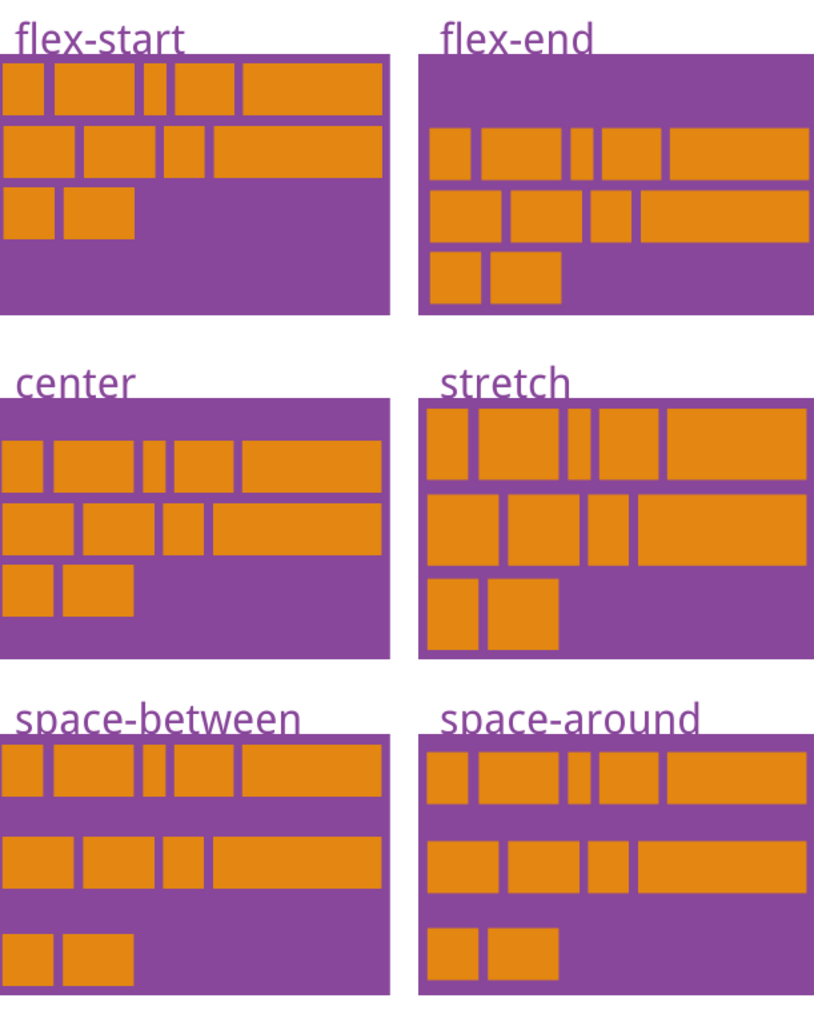 flex-start
flex-end
center
stretch
space-between
space-around